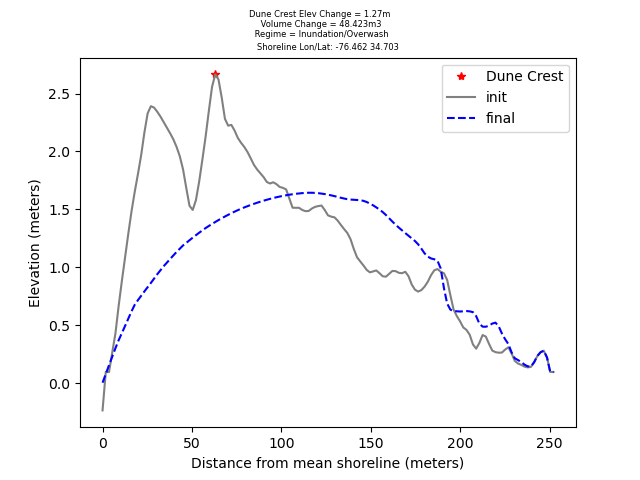 Dune Crest Elev Change = 1.27m
Volume Change = 48.423m3
Regime = Inundation/Overwash
Shoreline Lon/Lat: -76.462 34.703
Dune Crest
init
final
Elevation (meters)
2.5
2.0
1.5
1.0
0.5
0.0
0 50 100 150 200 250
Distance from mean shoreline (meters)